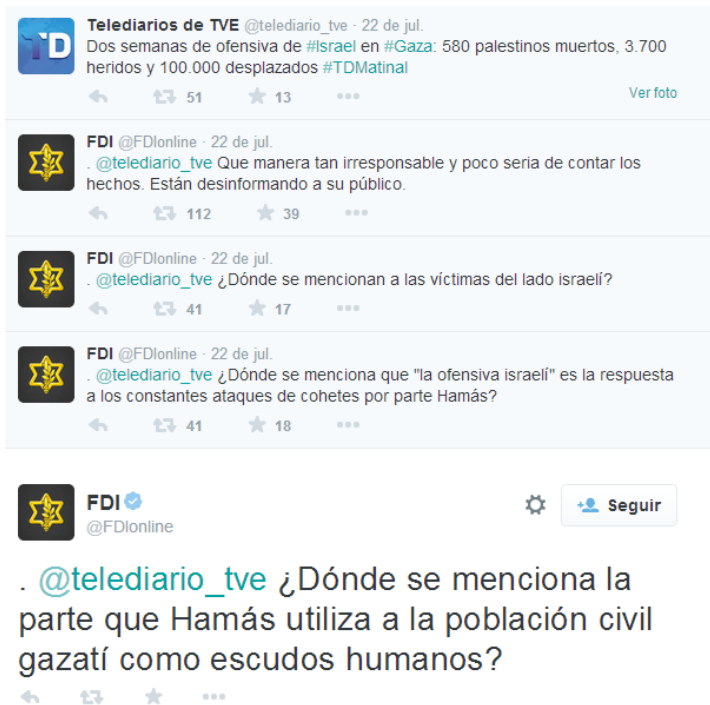 Telediarios de TVE @telediario_tve · 22 de jul.
Dos semanas de ofensiva de #Israel en #Gaza: 580 palestinos muertos, 3.700
heridos y 100.000 desplazados #TDMatinal
51 13 Ver foto
TD
FDI @FDIonline · 22 de jul.
. @telediario_tve Que manera tan irresponsable y poco seria de contar los
hechos. Están desinformando a su público.
112 39
FDI @FDIonline · 22 de jul.
. @telediario_tve ¿Dónde se mencionan a las víctimas del lado israelí?
41 17
FDI @FDIonline · 22 de jul.
. @telediario_tve ¿Dónde se menciona que "la ofensiva israelí" es la respuesta
a los constantes ataques de cohetes por parte Hamás?
41 18
FDI
@FDIonline
Seguir
. @telediario_tve ¿Dónde se menciona la
parte que Hamás utiliza a la población civil
gazatí como escudos humanos?